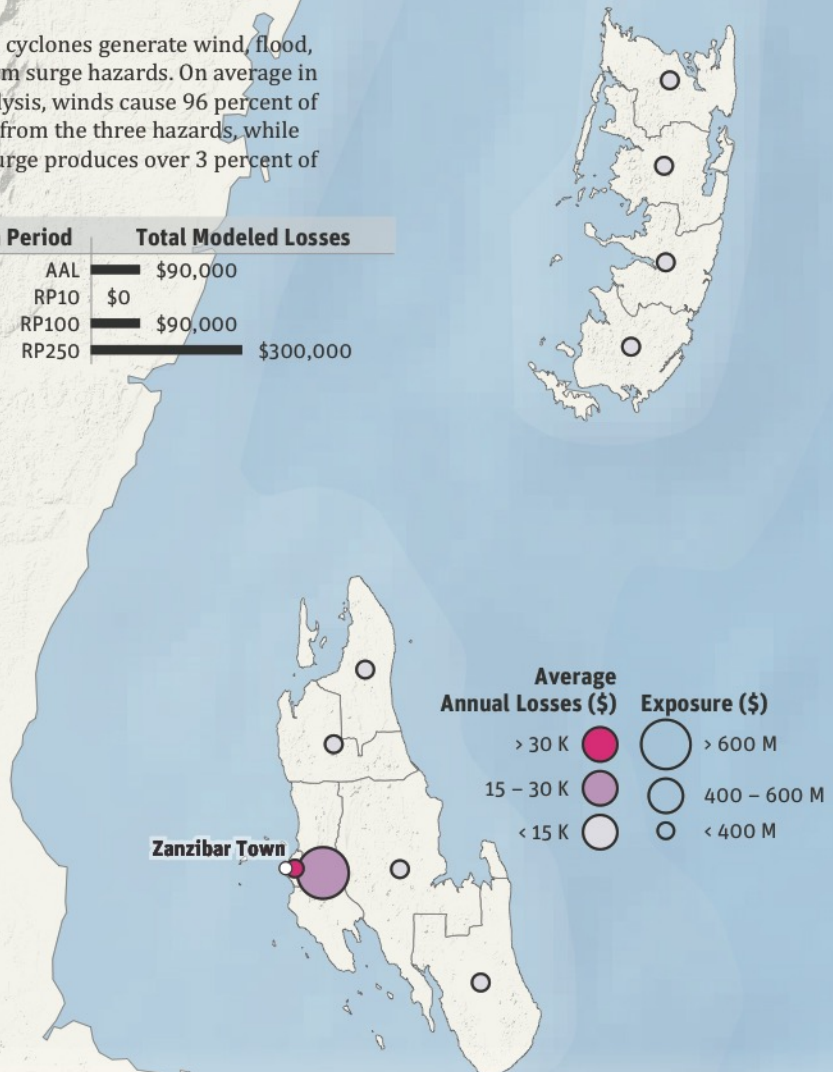 cyclones generate wind, flood,
m surge hazards. On average in
lysis, winds cause 96 percent of
from the three hazards, while
urge produces over 3 percent of
Period Total Modeled Losses
AAL $90,000
RP10 $0
RP100 $90,000
RP250 $300,000
Average
Annual Losses ($) Exposure ($)
> 30 K > 600 M
15 – 30 K 400 – 600 M
< 15 K < 400 M
Zanzibar Town